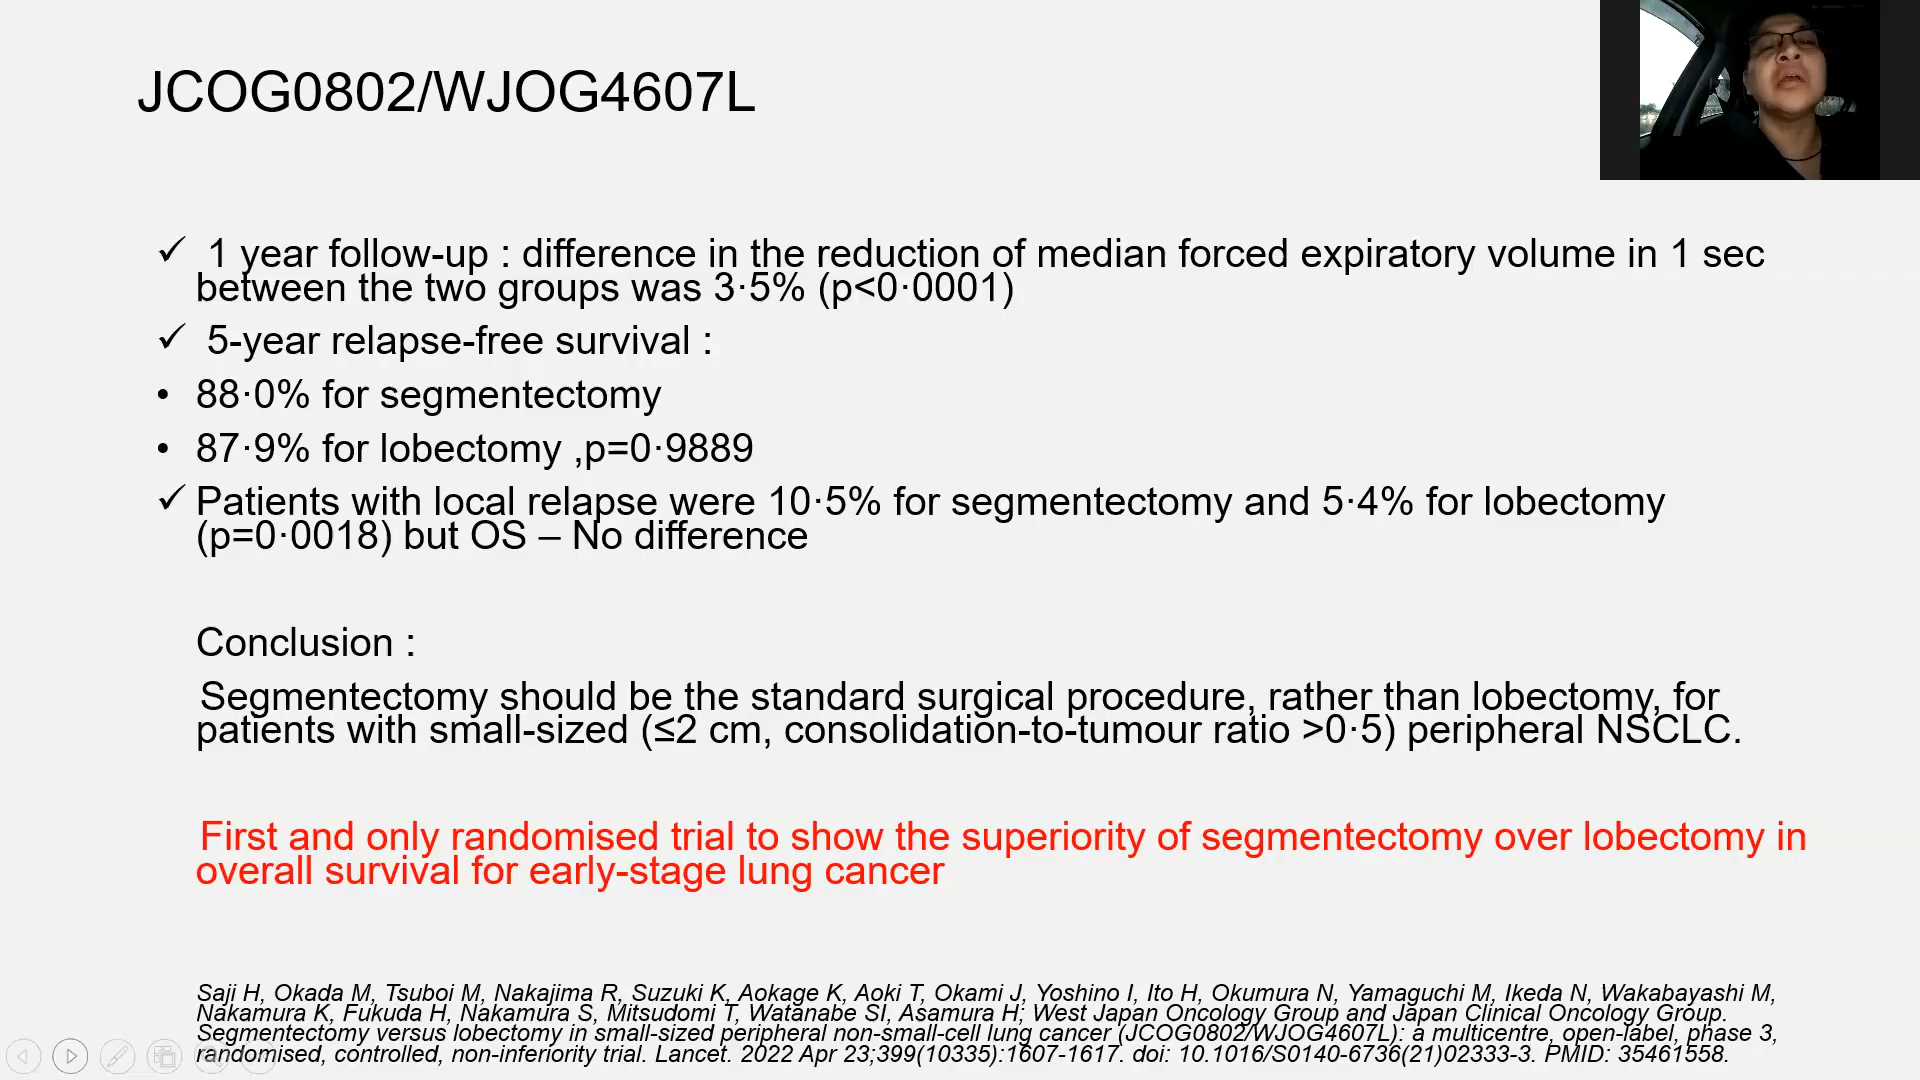 JCOG0802/WJOG4607L
✓ 1 year follow-up : difference in the reduction of median forced expiratory volume in 1 sec
between the two groups was 3·5% (p<0·0001)
✓ 5-year relapse-free survival :
• 88·0% for segmentectomy
• 87·9% for lobectomy ,p=0·9889
✓ Patients with local relapse were 10·5% for segmentectomy and 5·4% for lobectomy
(p=0·0018) but OS – No difference
Conclusion :
Segmentectomy should be the standard surgical procedure, rather than lobectomy, for
patients with small-sized (≤2 cm, consolidation-to-tumour ratio >0·5) peripheral NSCLC.
First and only randomised trial to show the superiority of segmentectomy over lobectomy in
overall survival for early-stage lung cancer
Saji H, Okada M, Tsuboi M, Nakajima R, Suzuki K, Aokage K, Aoki T, Okami J, Yoshino I, Ito H, Okumura N, Yamaguchi M, Ikeda N, Wakabayashi M,
Nakamura K, Fukuda H, Nakamura S, Mitsudomi T, Watanabe SI, Asamura H; West Japan Oncology Group and Japan Clinical Oncology Group.
Segmentectomy versus lobectomy in small-sized peripheral non-small-cell lung cancer (JCOG0802/WJOG4607L): a multicentre, open-label, phase 3,
randomised, controlled, non-inferiority trial. Lancet. 2022 Apr 23;399(10335):1607-1617. doi: 10.1016/S0140-6736(21)02333-3. PMID: 35461558.